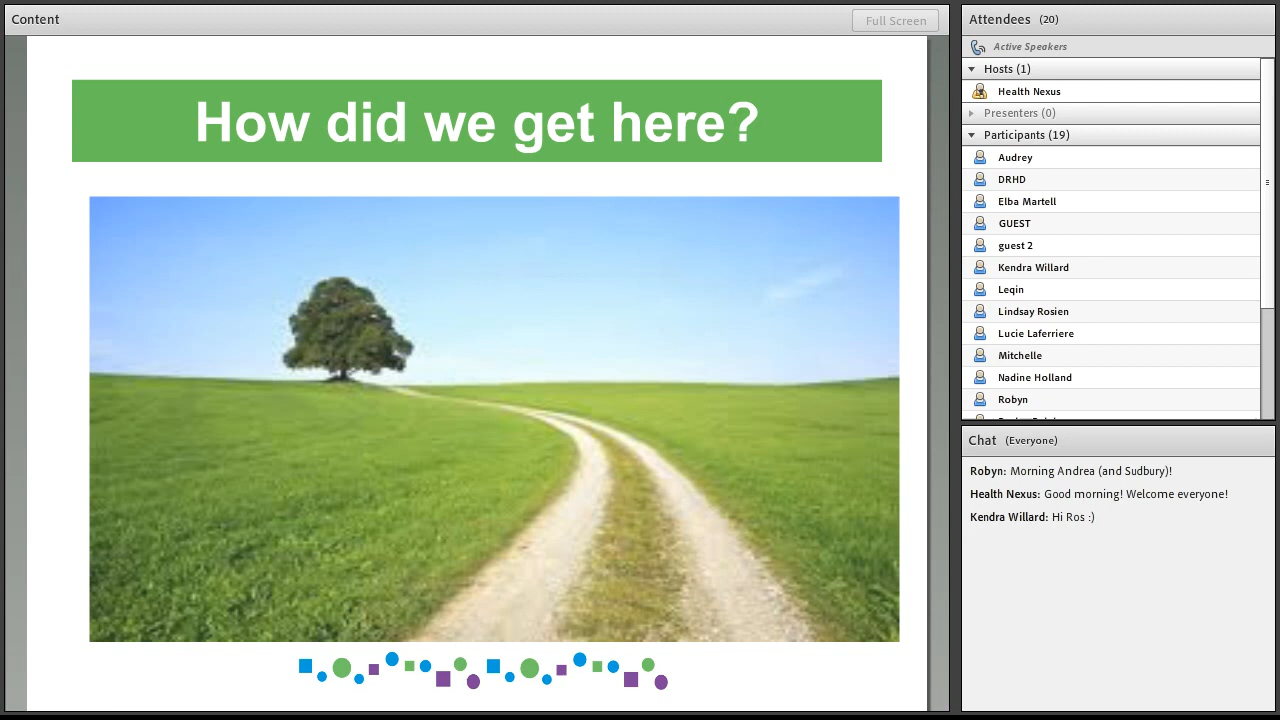 Content
Full Screen
How did we get here?
Attendees (20)
Active Speakers
Hosts (1)
Health Nexus
Presenters (0)
Participants (19)
Audrey
DRHD
Elba Martell
GUEST
guest 2
Kendra Willard
Leqin
Lindsay Rosien
Lucie Laferriere
Mitchelle
Nadine Holland
Robyn
Chat (Everyone)
Robyn: Morning Andrea (and Sudbury)!
Health Nexus: Good morning! Welcome everyone!
Kendra Willard: Hi Ros :)